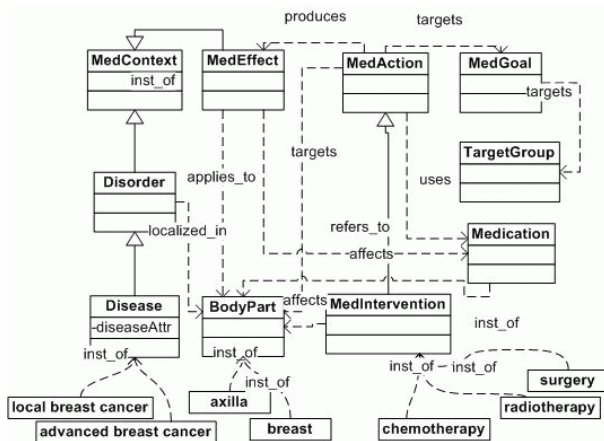 produces
targets
MedContext
MedEffect
MedAction
MedGoal
inst_of
targets
targets
TargetGroup
applies_to
uses
Disorder
localized_in
refers_to
Medication
affects
Disease
BodyPart
affects
MedIntervention
-diseaseAttr
inst_of
inst_of
inst_of
inst_of
inst_of
inst_of
surgery
local breast cancer
axilla
radiotherapy
advanced breast cancer
breast
chemotherapy